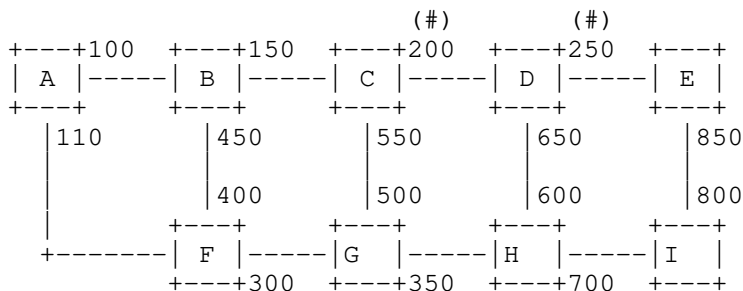 (#) (#)
+---+100 +---+150 +---+200 +---+250 +---+
| A |-----| B |-----| C |-----| D |-----| E |
+---+ +---+ +---+ +---+ +---+
|110 |450 |550 |650 |850
| | | | |
| |400 |500 |600 |800
| +---+ +---+ +---+ +---+
+-------| F |-----|G |-----|H |-----|I |
+---+300 +---+350 +---+700 +---+